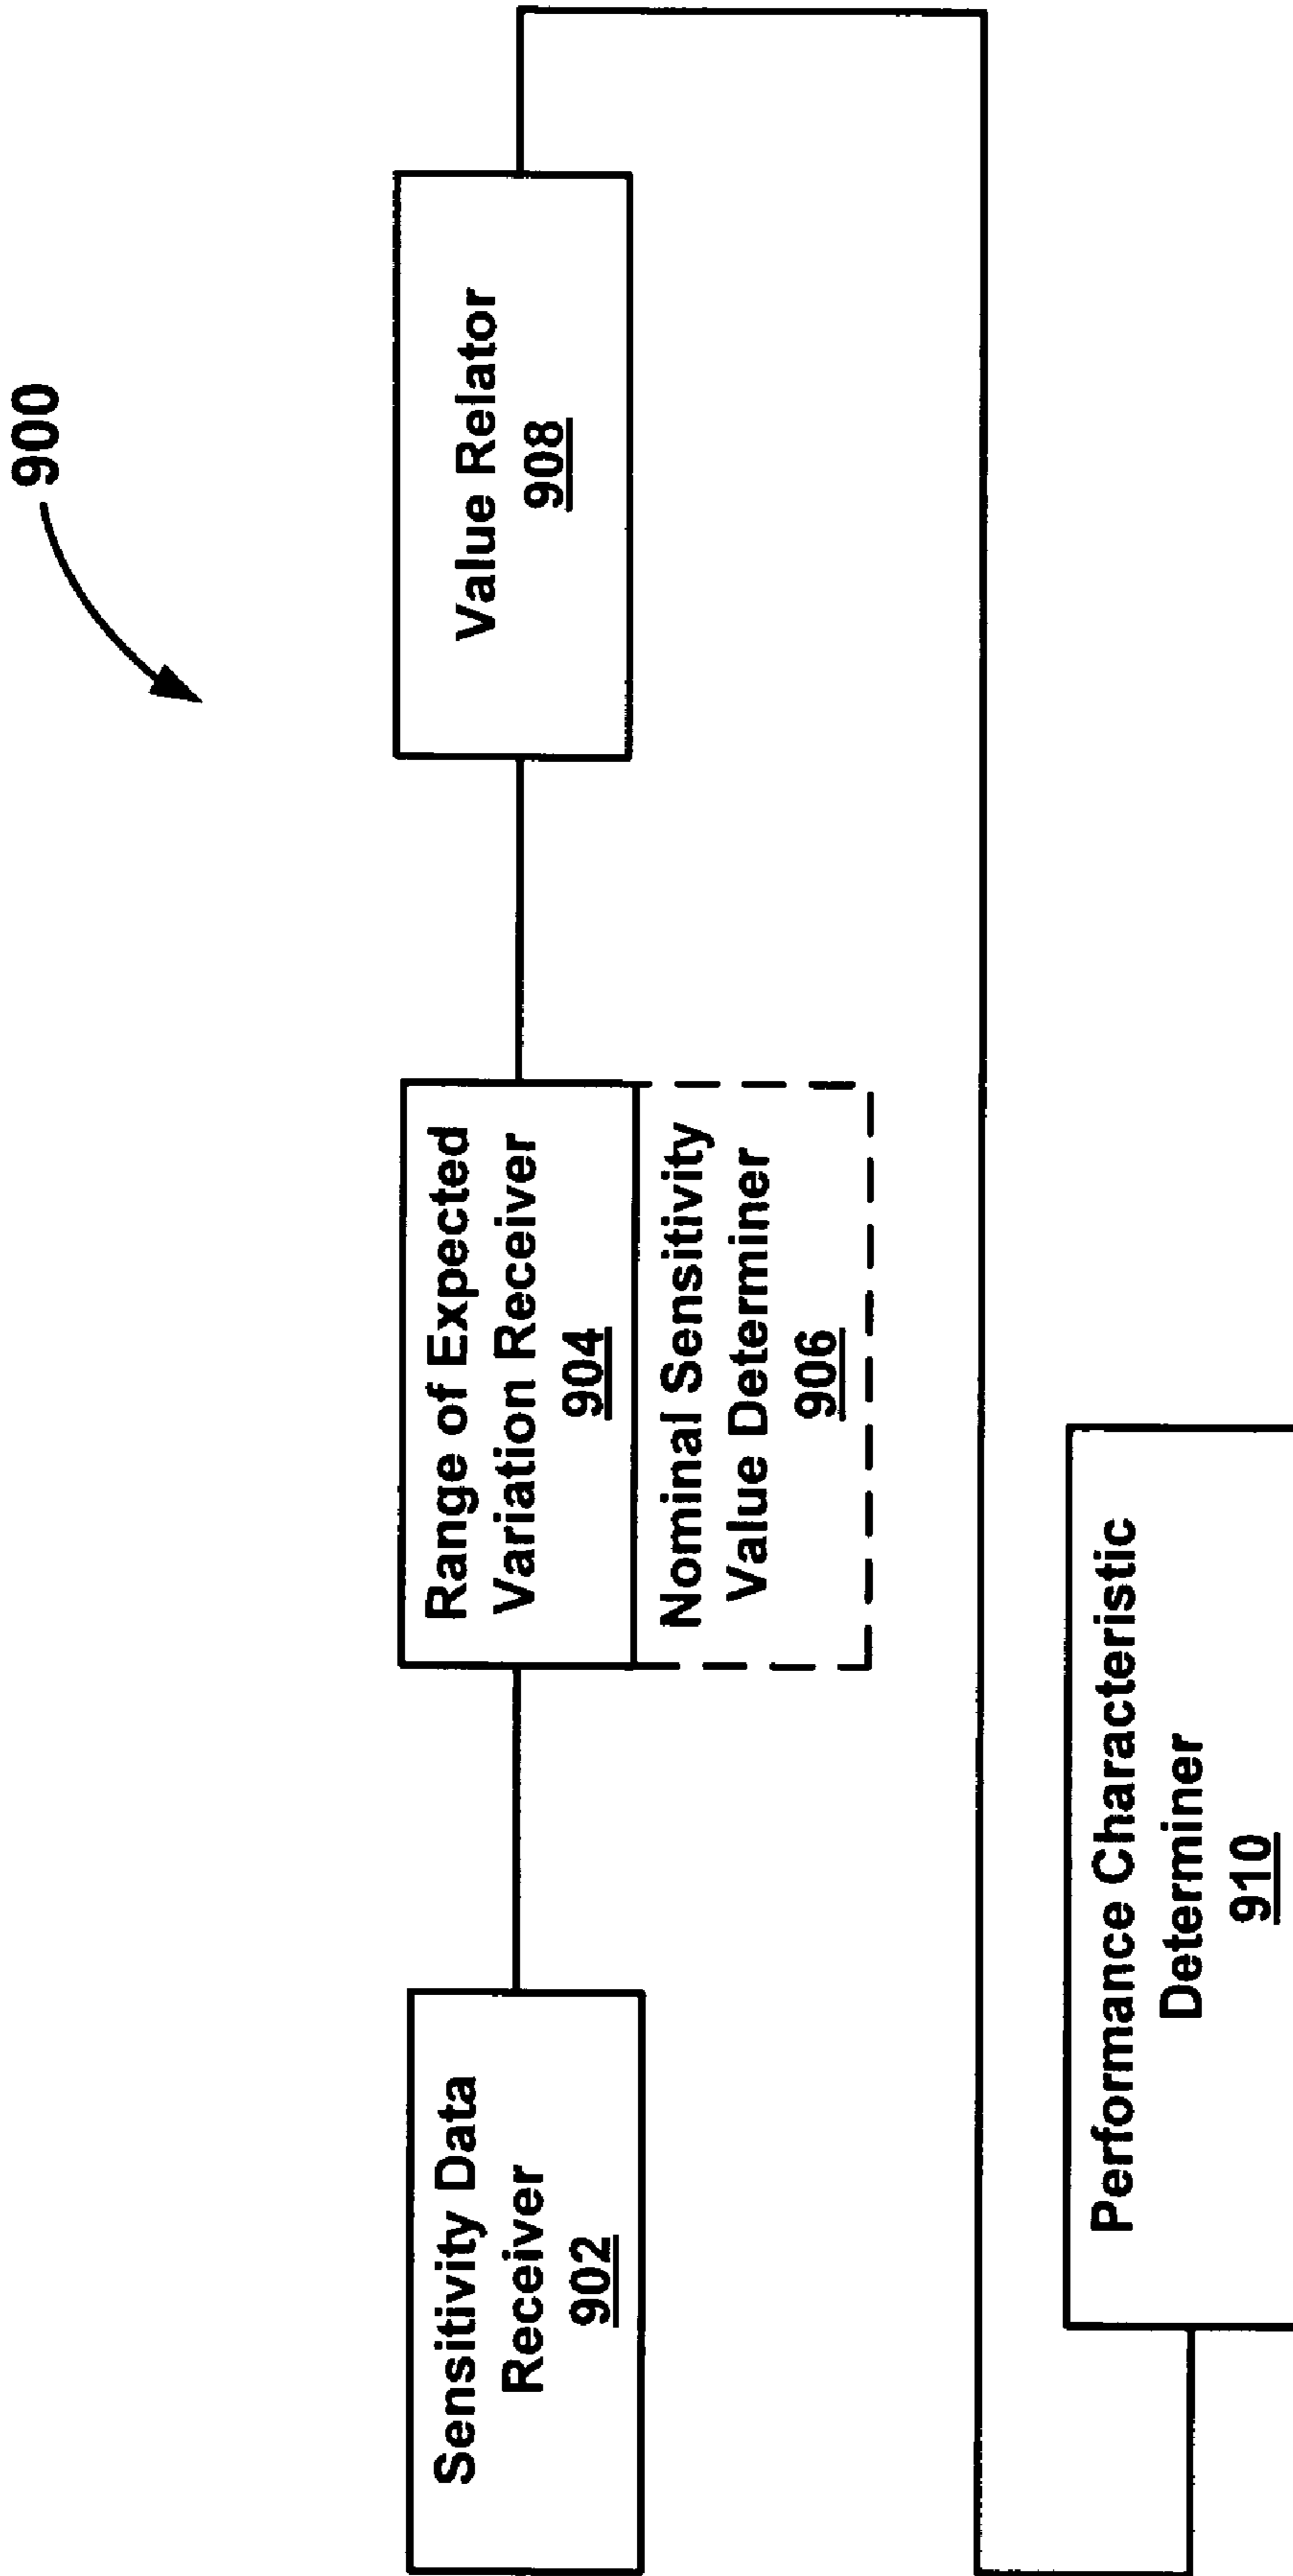 900
Sensitivity Data
Receiver
902
Range of Expected
Variation Receiver
904
Nominal Sensitivity
Value Determiner
906
Value Relator
908
Performance Characteristic
Determiner
910